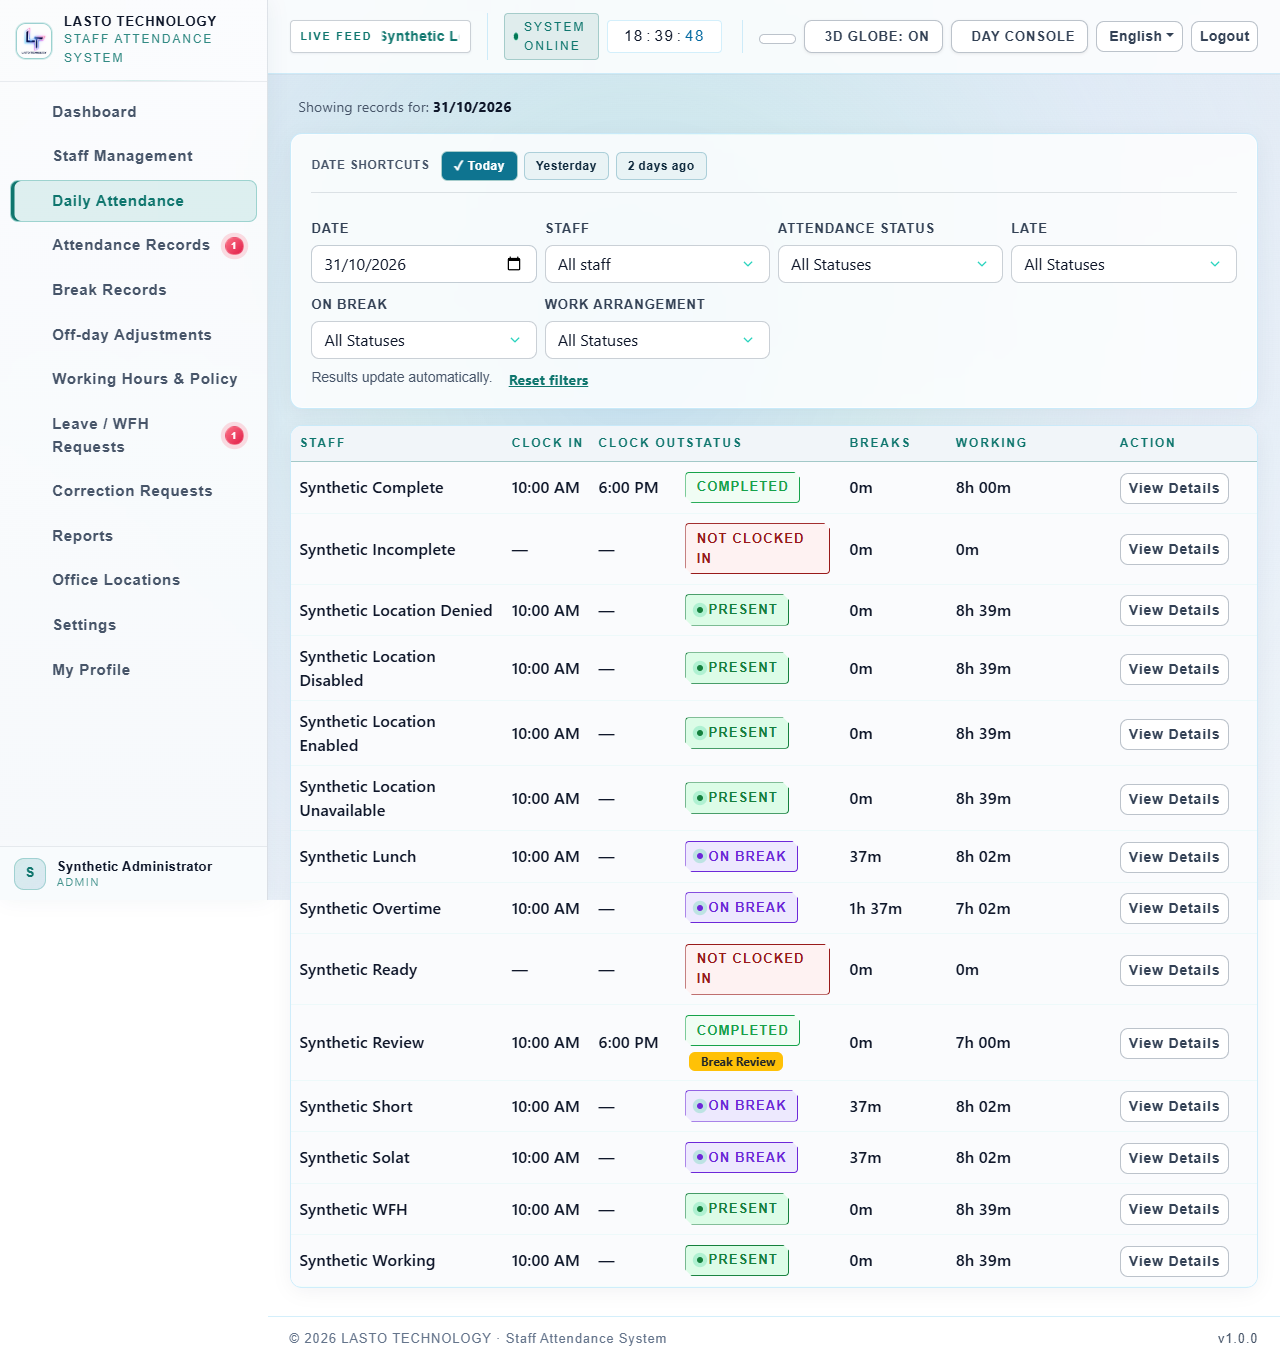 LASTO TECHNOLOGY
STAFF ATTENDANCE
SYSTEM
LIVE FEED
Synthetic L
SYSTEM
ONLINE
18:39:48
3D GLOBE: ON
DAY CONSOLE
English
Logout
Dashboard
Staff Management
Daily Attendance
Attendance Records 1
Break Records
Off-day Adjustments
Working Hours & Policy
Leave / WFH
Requests 1
Correction Requests
Reports
Office Locations
Settings
My Profile
S
Synthetic Administrator
ADMIN
Showing records for: 31/10/2026
DATE SHORTCUTS ✓ Today Yesterday 2 days ago
DATE STAFF ATTENDANCE STATUS LATE
31/10/2026 All staff All Statuses All Statuses
ON BREAK WORK ARRANGEMENT
All Statuses All Statuses
Results update automatically. Reset filters
STAFF CLOCK IN CLOCK OUT STATUS BREAKS WORKING ACTION
Synthetic Complete 10:00 AM 6:00 PM COMPLETED 0m 8h 00m View Details
Synthetic Incomplete — — NOT CLOCKED
IN 0m 0m View Details
Synthetic Location Denied 10:00 AM — PRESENT 0m 8h 39m View Details
Synthetic Location
Disabled 10:00 AM — PRESENT 0m 8h 39m View Details
Synthetic Location
Enabled 10:00 AM — PRESENT 0m 8h 39m View Details
Synthetic Location
Unavailable 10:00 AM — PRESENT 0m 8h 39m View Details
Synthetic Lunch 10:00 AM — ON BREAK 37m 8h 02m View Details
Synthetic Overtime 10:00 AM — ON BREAK 1h 37m 7h 02m View Details
Synthetic Ready — — NOT CLOCKED
IN 0m 0m View Details
Synthetic Review 10:00 AM 6:00 PM COMPLETED 0m 7h 00m View Details
Break Review
Synthetic Short 10:00 AM — ON BREAK 37m 8h 02m View Details
Synthetic Solat 10:00 AM — ON BREAK 37m 8h 02m View Details
Synthetic WFH 10:00 AM — PRESENT 0m 8h 39m View Details
Synthetic Working 10:00 AM — PRESENT 0m 8h 39m View Details
© 2026 LASTO TECHNOLOGY · Staff Attendance System
v1.0.0